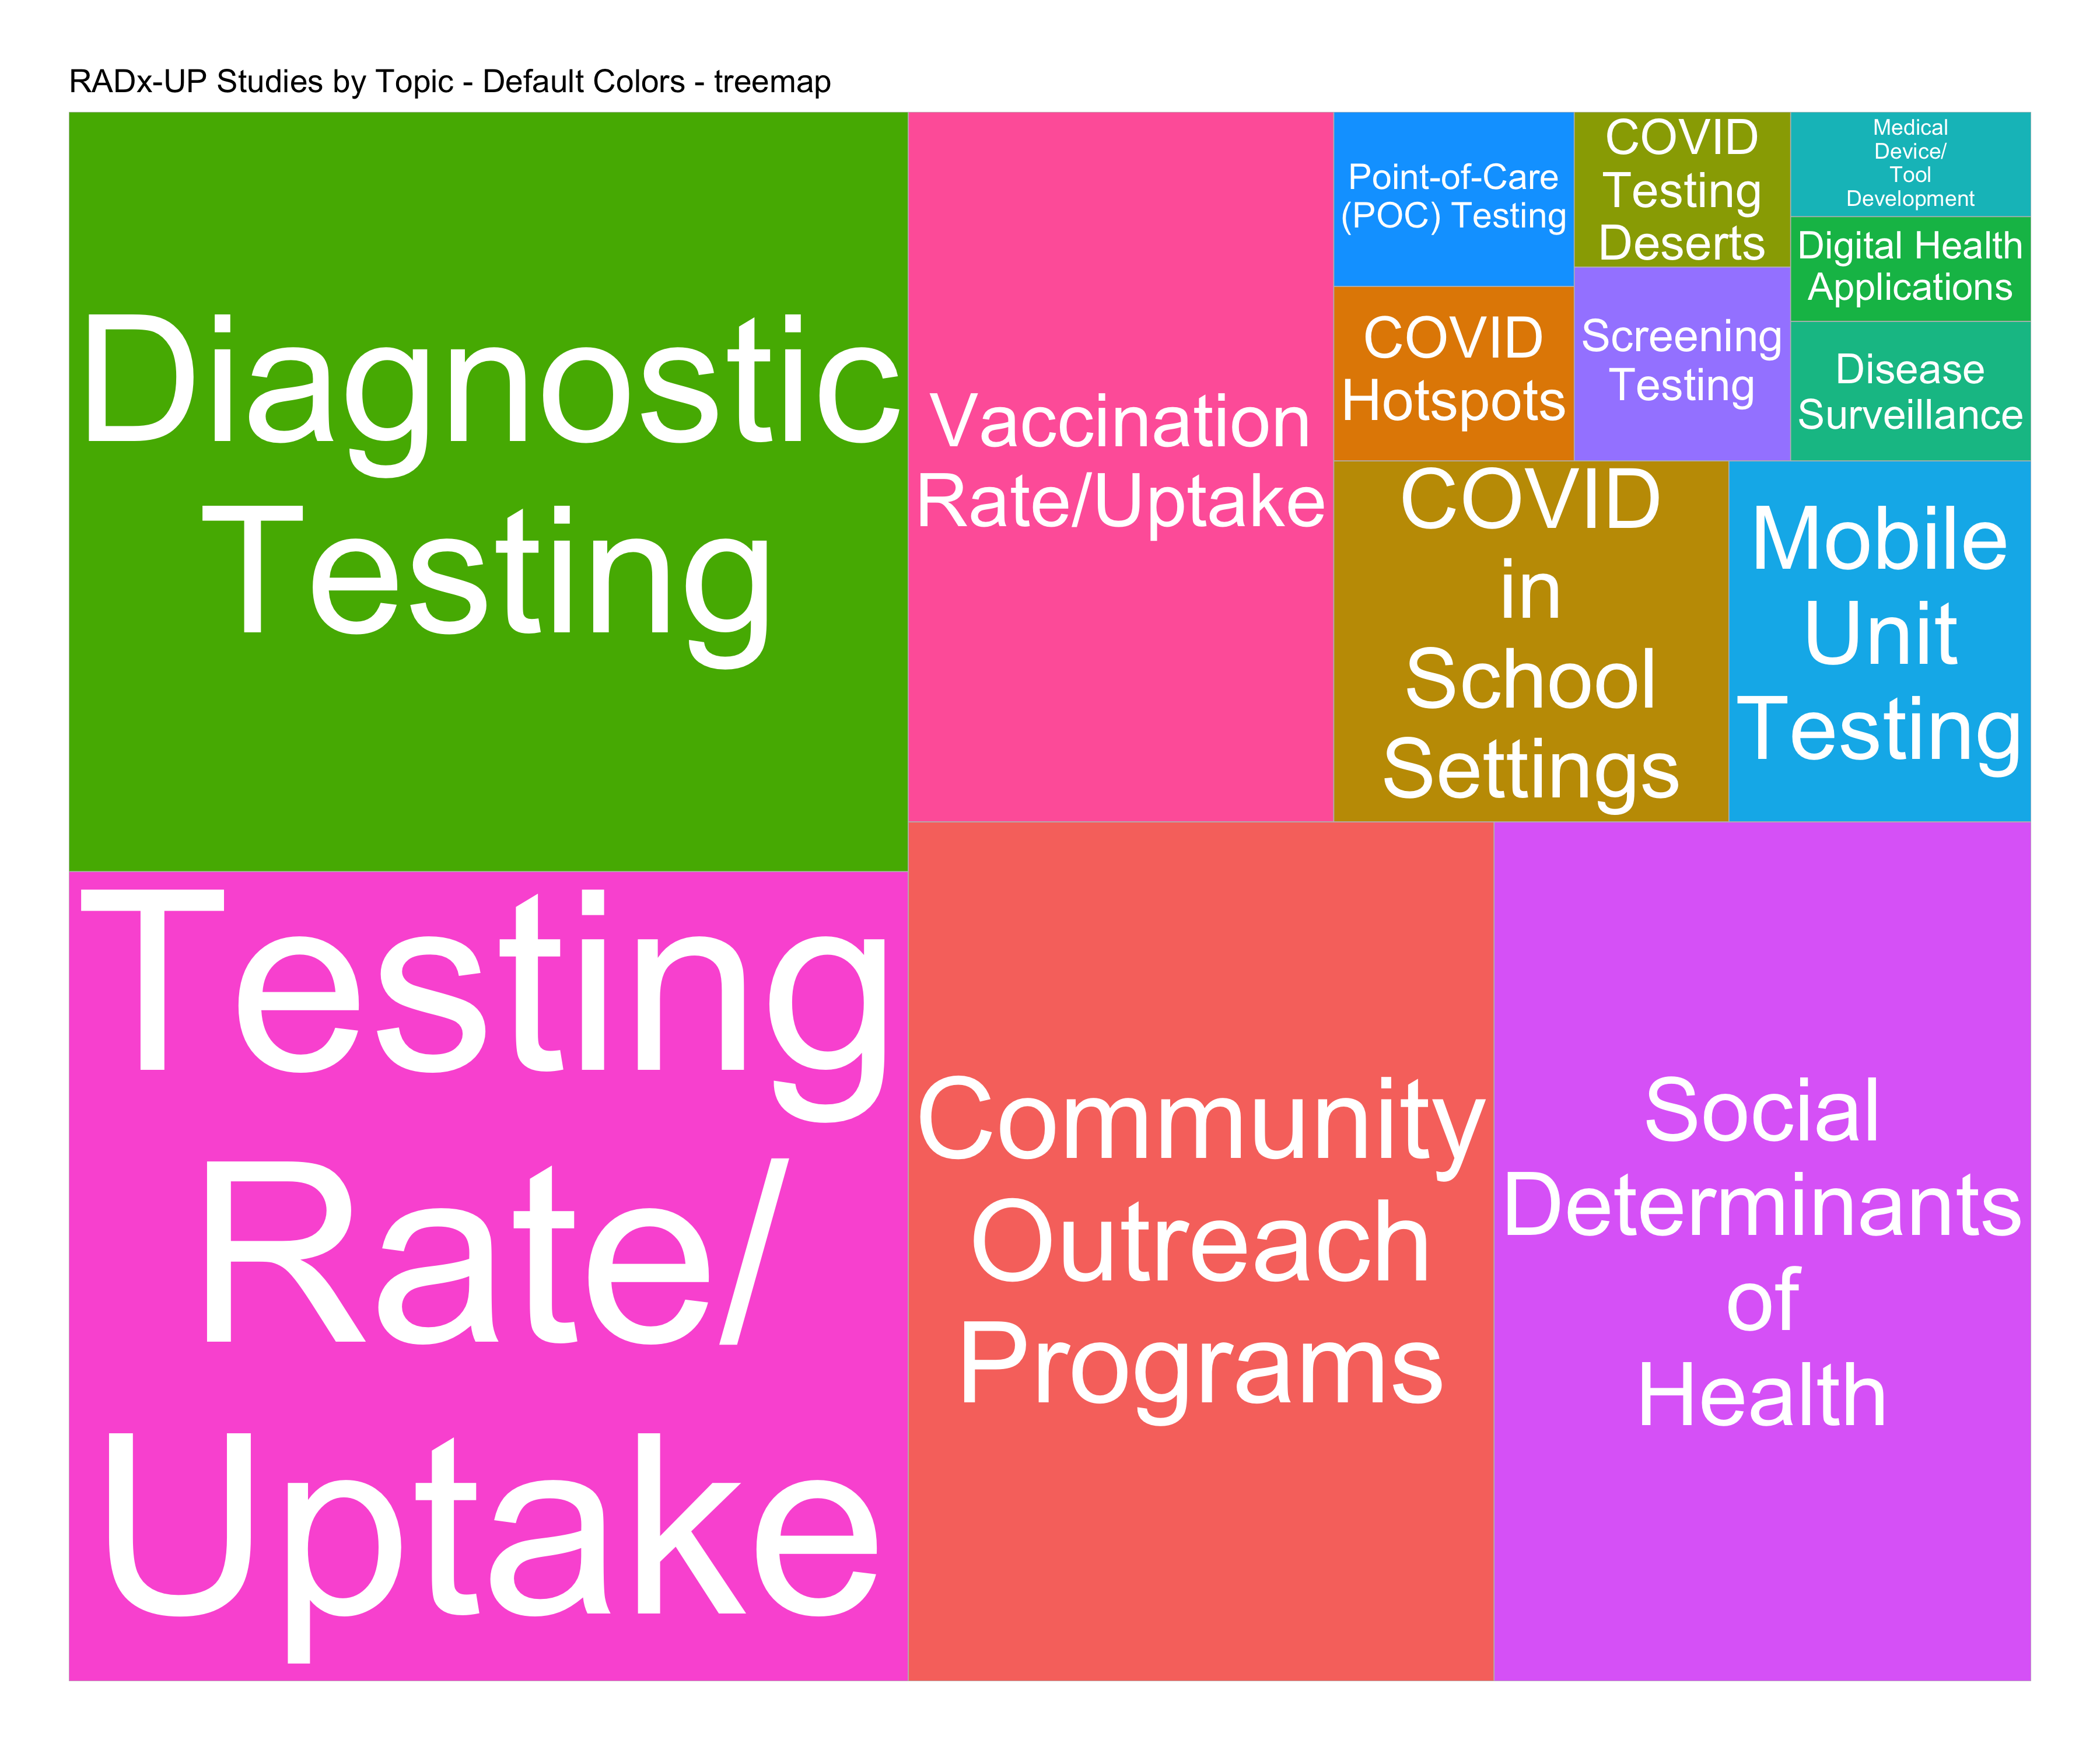 RADx-UP Studies by Topic - Default Colors - treemap
Diagnostic
Testing
Testing
Rate/
Uptake
Vaccination
Rate/Uptake
Community
Outreach
Programs
Social
Determinants
of
Health
COVID
in
School
Settings
Mobile
Unit
Testing
Point-of-Care
(POC) Testing
COVID
Hotspots
COVID
Testing
Deserts
Screening
Testing
Medical
Device/
Tool
Development
Digital Health
Applications
Disease
Surveillance